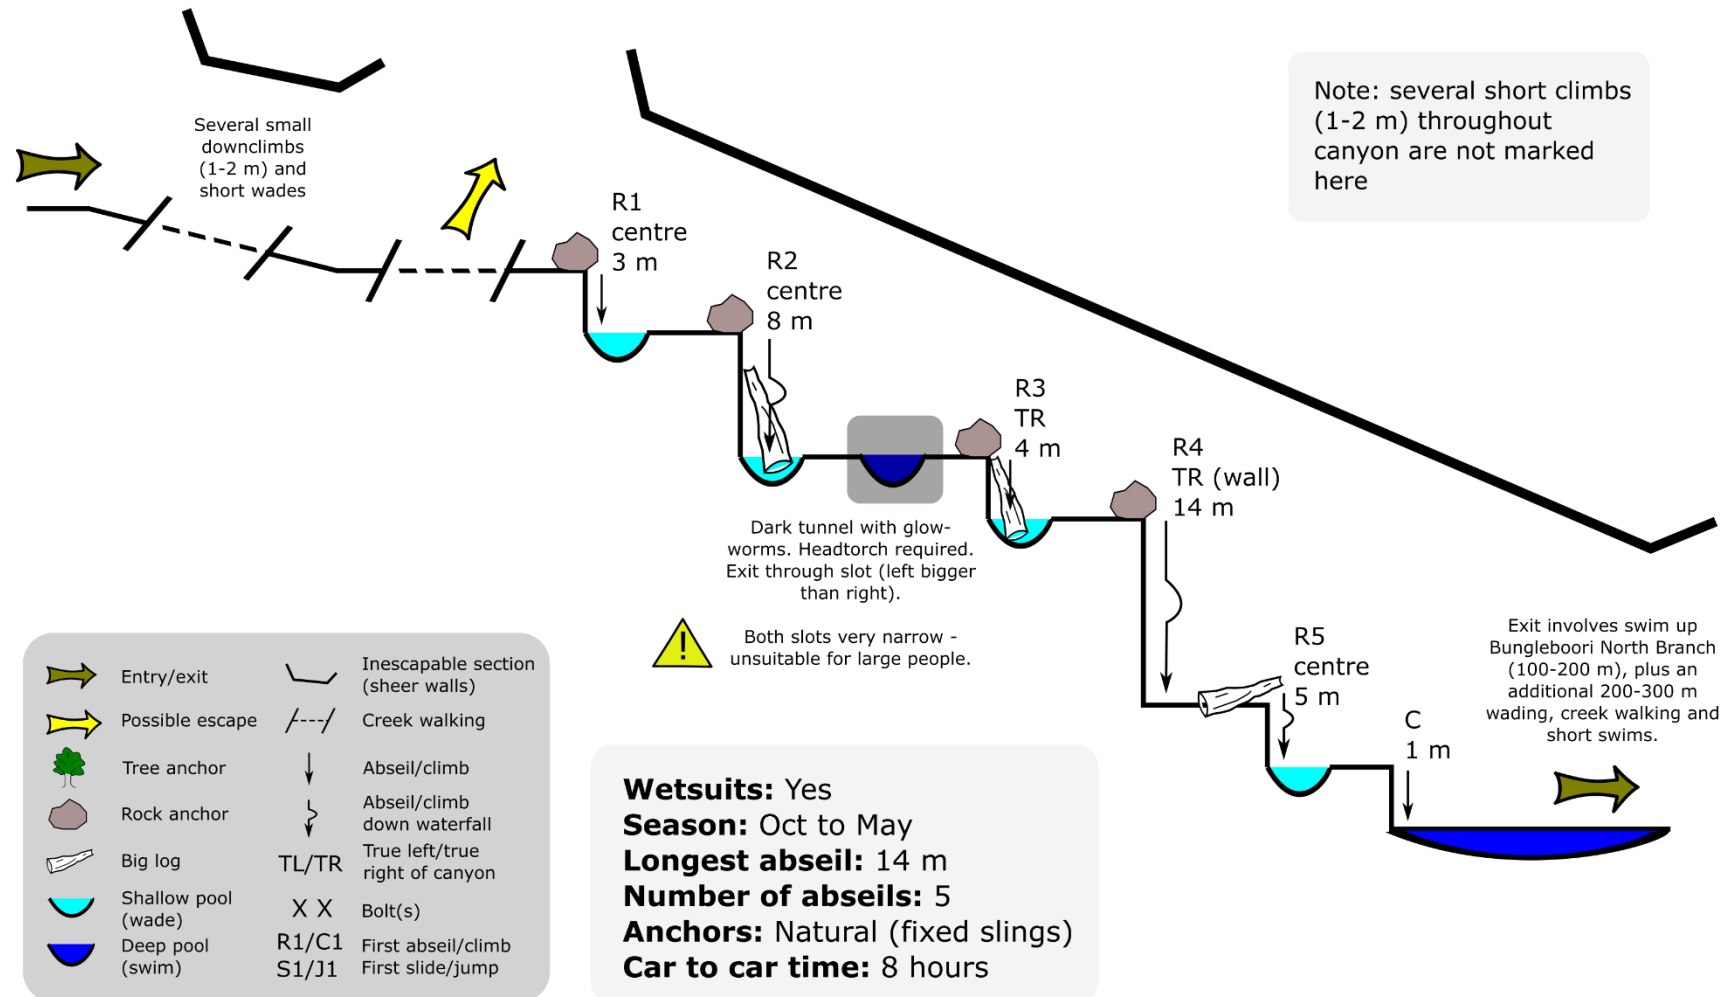 Several small
downclimbs
(1-2 m) and
short wades
Note: several short climbs
(1-2 m) throughout
canyon are not marked
here
R1
centre
3 m
R2
centre
8 m
R3
TR
4 m
R4
TR (wall)
14 m
Dark tunnel with glow-
worms. Headtorch required.
Exit through slot (left bigger
than right).
!
Both slots very narrow -
unsuitable for large people.
R5
centre
5 m
C
1 m
Exit involves swim up
Bungleboori North Branch
(100-200 m), plus an
additional 200-300 m
wading, creek walking and
short swims.
Entry/exit
Possible escape
Tree anchor
Rock anchor
Big log
Shallow pool
(wade)
Deep pool
(swim)
Inescapable section
(sheer walls)
Creek walking
Abseil/climb
Abseil/climb
down waterfall
TL/TR True left/true
right of canyon
X X Bolt(s)
R1/C1 First abseil/climb
S1/J1 First slide/jump
Wetsuits: Yes
Season: Oct to May
Longest abseil: 14 m
Number of abseils: 5
Anchors: Natural (fixed slings)
Car to car time: 8 hours